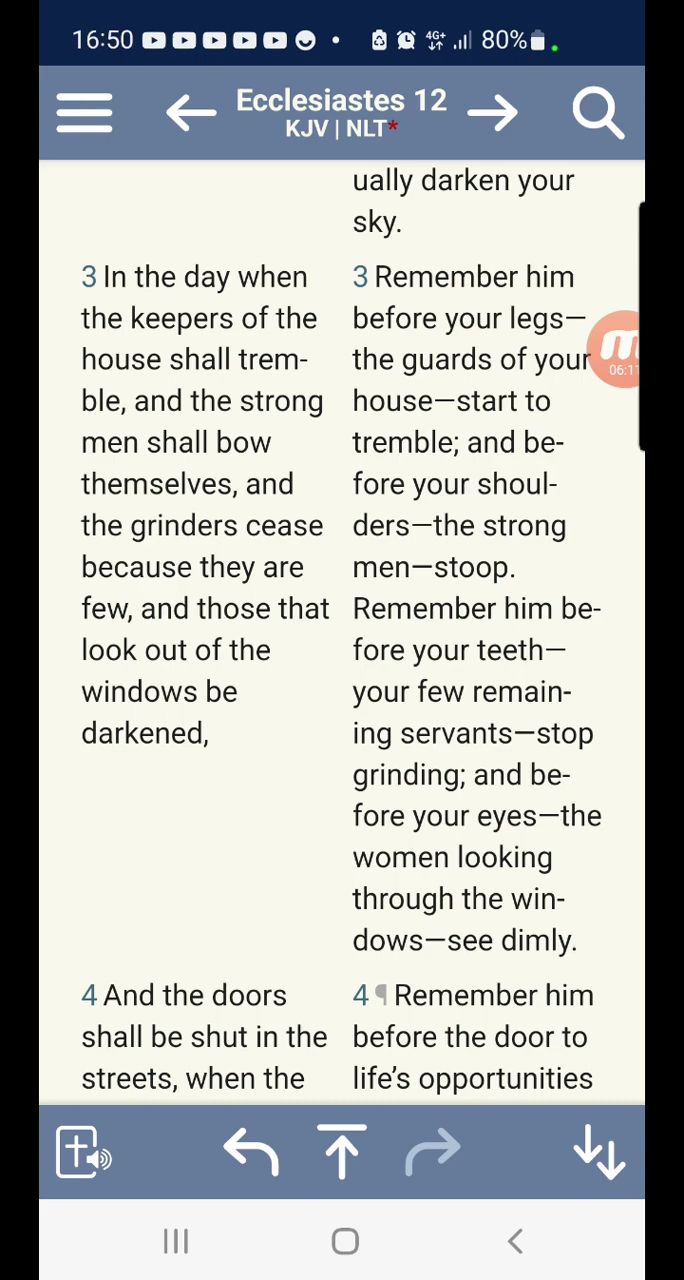 16:50 4G+ 80%
Ecclesiastes 12
KJV | NLT*
ually darken your
sky.
3 In the day when
the keepers of the
house shall trem-
ble, and the strong
men shall bow
themselves, and
the grinders cease
because they are
few, and those that
look out of the
windows be
darkened,
3 Remember him
before your legs—
the guards of your
house—start to
tremble; and be-
fore your shoul-
ders—the strong
men—stoop.
Remember him be-
fore your teeth—
your few remain-
ing servants—stop
grinding; and be-
fore your eyes—the
women looking
through the win-
dows—see dimly.
4 And the doors
shall be shut in the
streets, when the
4 ¶ Remember him
before the door to
life’s opportunities
m